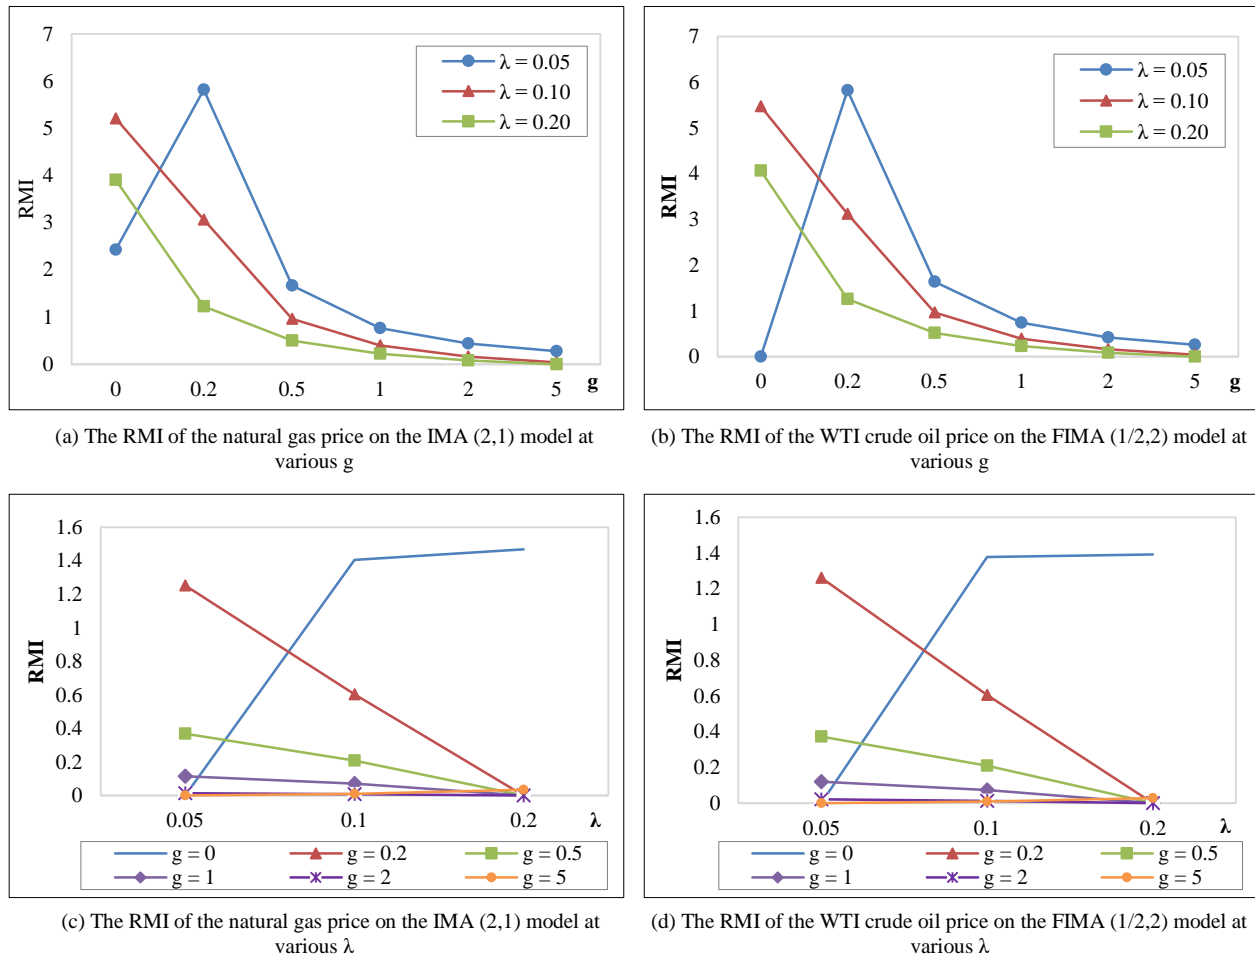 7
6
5
4
3
2
1
0
RMI
λ = 0.05
λ = 0.10
λ = 0.20
0 0.2 0.5 1 2 5 g
(a) The RMI of the natural gas price on the IMA (2,1) model at
various g
7
6
5
4
3
2
1
0
RMI
λ = 0.05
λ = 0.10
λ = 0.20
0 0.2 0.5 1 2 5 g
(b) The RMI of the WTI crude oil price on the FIMA (1/2,2) model at
various g
1.6
1.4
1.2
1
0.8
0.6
0.4
0.2
0
RMI
0.05 0.1 0.2 λ
g = 0 g = 0.2 g = 0.5
g = 1 g = 2 g = 5
(c) The RMI of the natural gas price on the IMA (2,1) model at
various λ
1.6
1.4
1.2
1
0.8
0.6
0.4
0.2
0
RMI
0.05 0.1 0.2 λ
g = 0 g = 0.2 g = 0.5
g = 1 g = 2 g = 5
(d) The RMI of the WTI crude oil price on the FIMA (1/2,2) model at
various λ